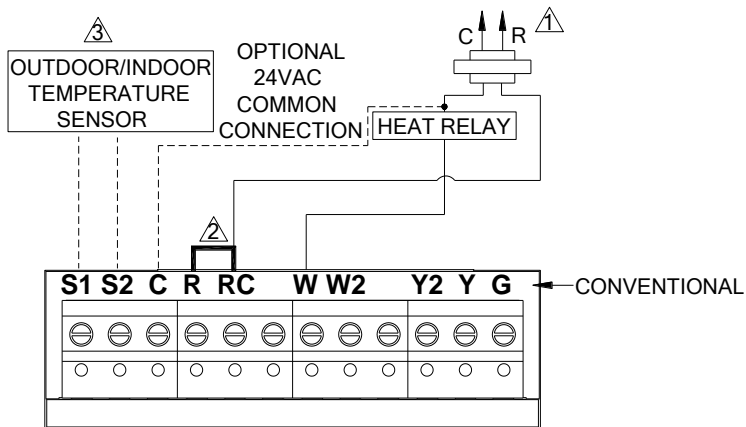 C R 1
3
OUTDOOR/INDOOR
TEMPERATURE
SENSOR
OPTIONAL
24VAC
COMMON
CONNECTION
HEAT RELAY
2
S1 S2 C R RC W W2 Y2 Y G
CONVENTIONAL